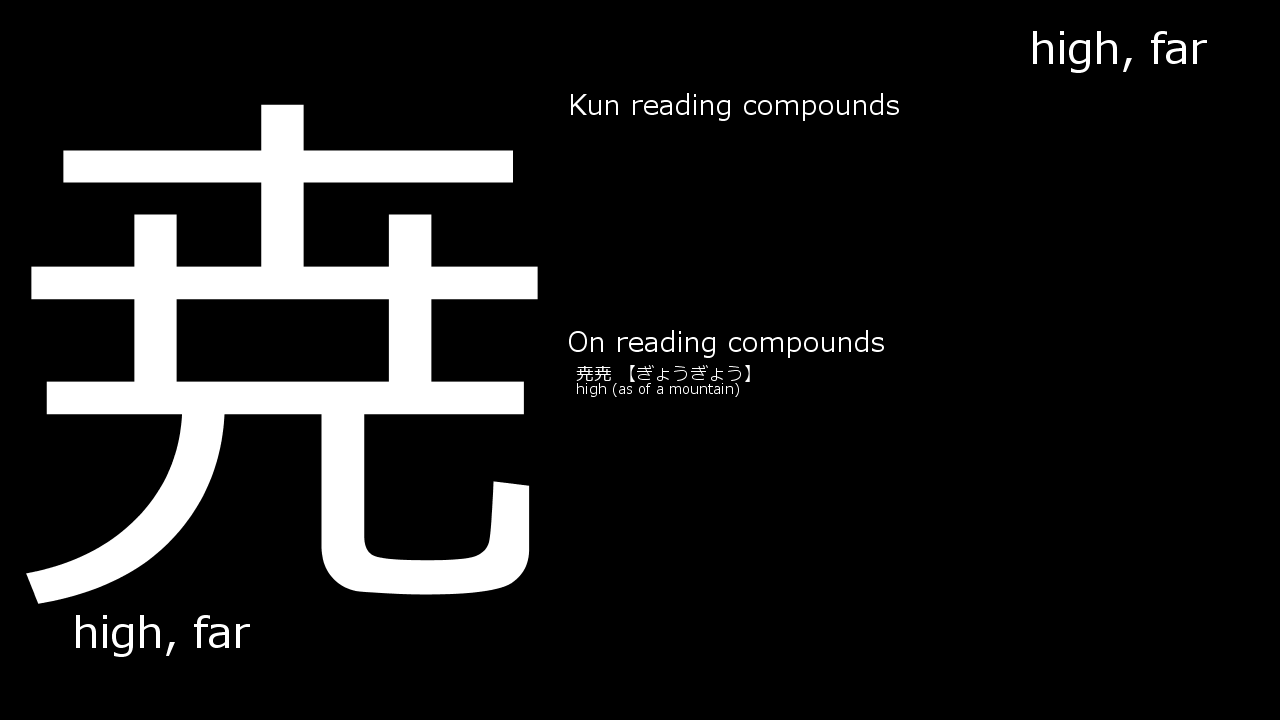 high, far
尭
Kun reading compounds
On reading compounds
尭尭 【ぎょうぎょう】
high (as of a mountain)
high, far